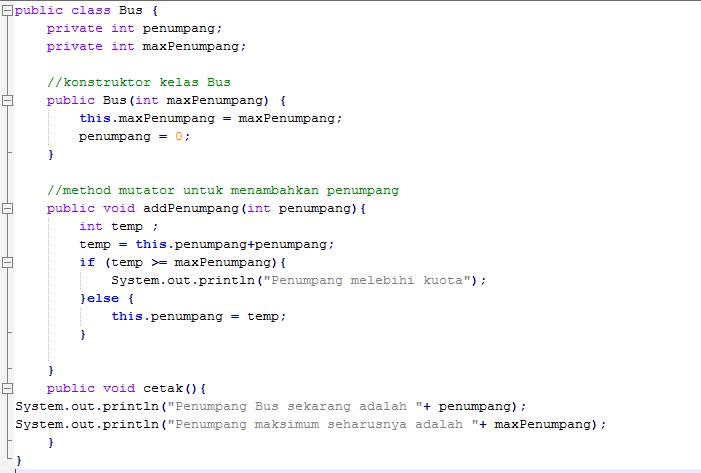 public class Bus {
    private int penumpang;
    private int maxPenumpang;

    //konstruktor kelas Bus
    public Bus(int maxPenumpang) {
        this.maxPenumpang = maxPenumpang;
        penumpang = 0;
    }

    //method mutator untuk menambahkan penumpang
    public void addPenumpang(int penumpang){
        int temp ;
        temp = this.penumpang+penumpang;
        if (temp >= maxPenumpang){
            System.out.println("Penumpang melebihi kuota");
        }else {
            this.penumpang = temp;
        }

    }
    public void cetak(){
System.out.println("Penumpang Bus sekarang adalah "+ penumpang);
System.out.println("Penumpang maksimum seharusnya adalah "+ maxPenumpang);
    }
}